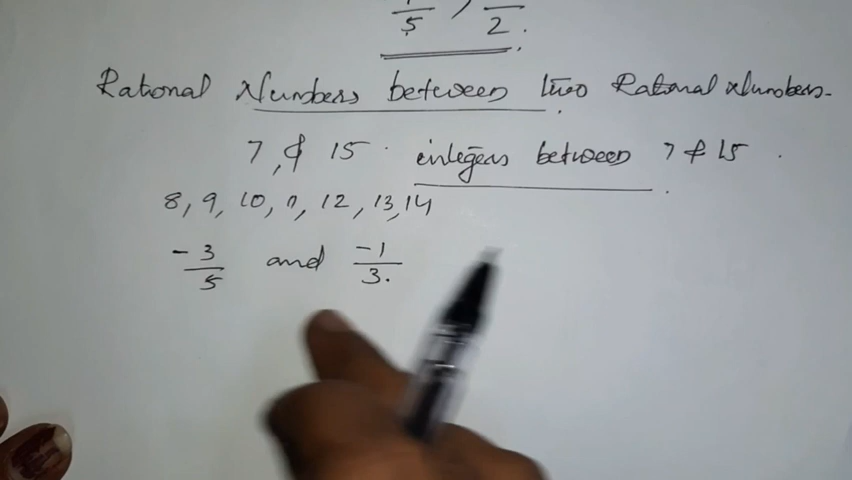 /5 , /2.
Rational Numbers between two Rational Numbers.
7, & 15. integers between 7 & 15.
8, 9, 10, 11, 12, 13, 14
-3/5 and -1/3.